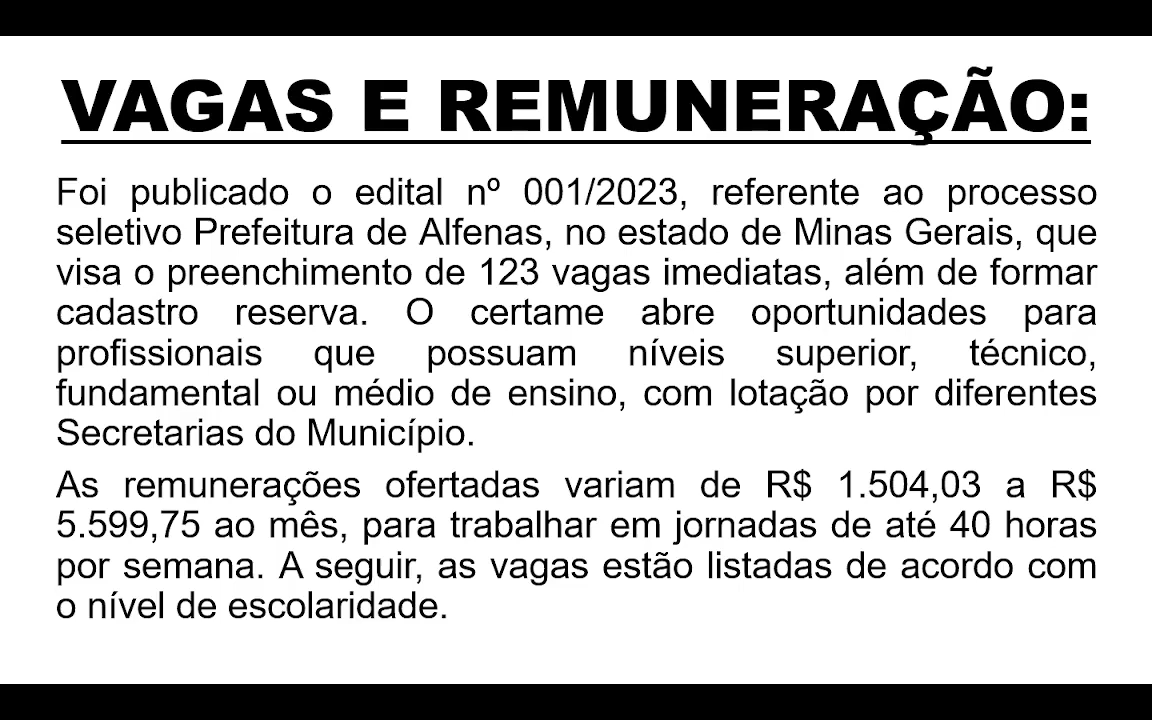 VAGAS E REMUNERAÇÃO:
Foi publicado o edital nº 001/2023, referente ao processo
seletivo Prefeitura de Alfenas, no estado de Minas Gerais, que
visa o preenchimento de 123 vagas imediatas, além de formar
cadastro reserva. O certame abre oportunidades para
profissionais que possuam níveis superior, técnico,
fundamental ou médio de ensino, com lotação por diferentes
Secretarias do Município.
As remunerações ofertadas variam de R$ 1.504,03 a R$
5.599,75 ao mês, para trabalhar em jornadas de até 40 horas
por semana. A seguir, as vagas estão listadas de acordo com
o nível de escolaridade.